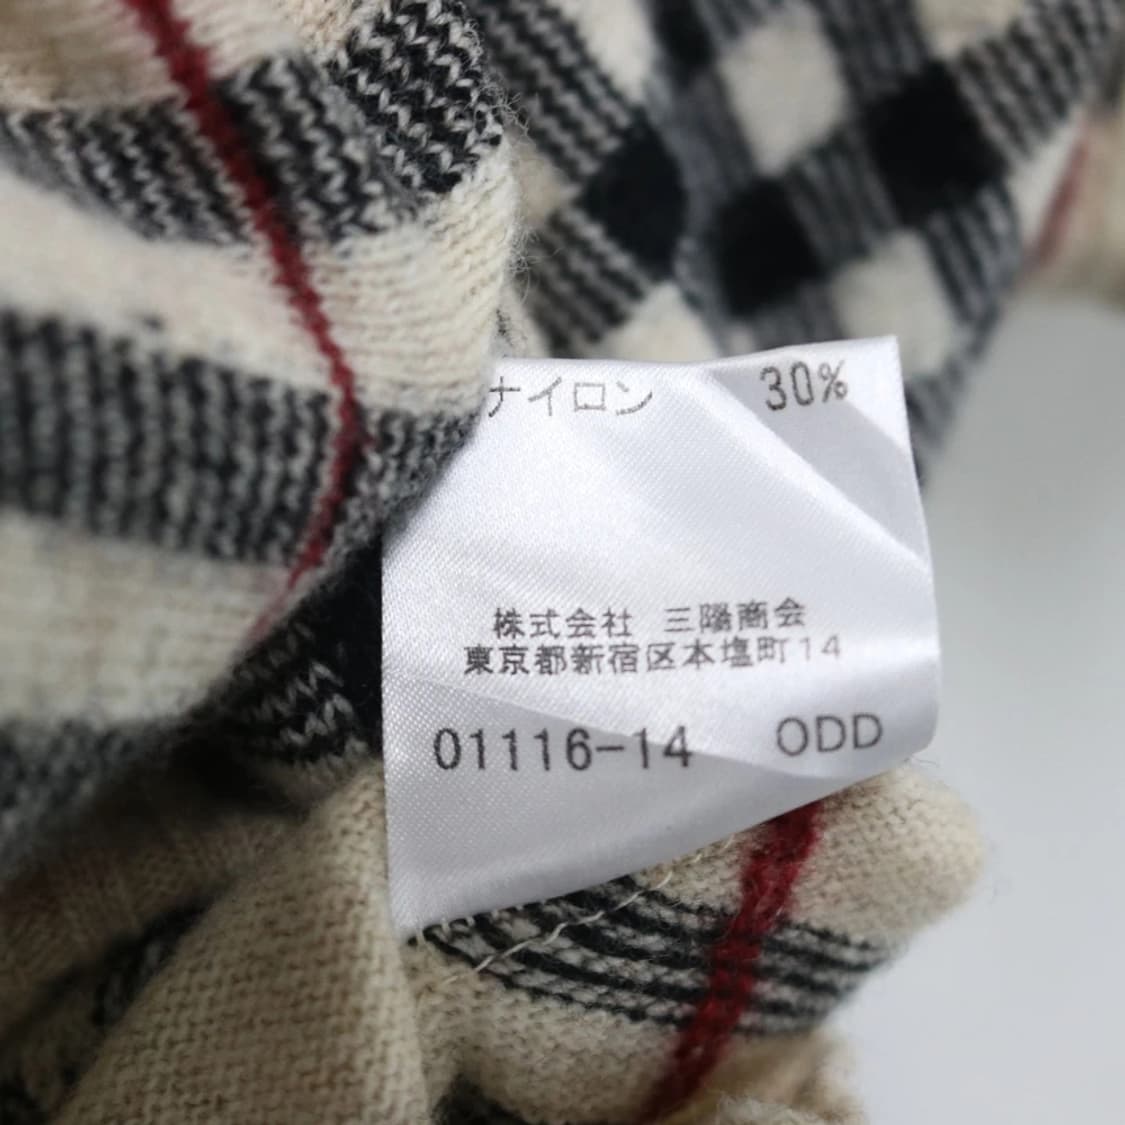 ナイロン 30%
株式会社 三陽商会
東京都新宿区本塩町14
01116-14 ODD